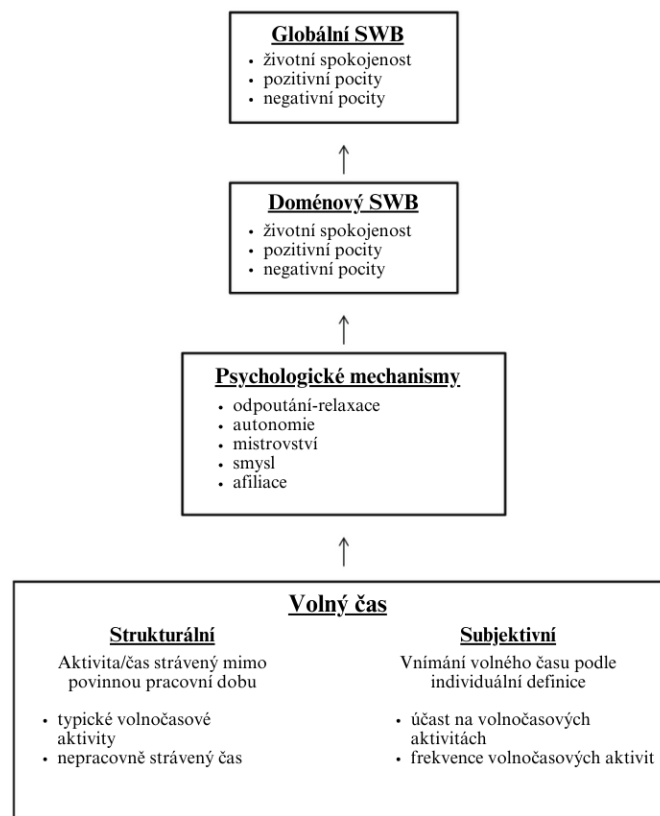 Globální SWB
• životní spokojenost
• pozitivní pocity
• negativní pocity
Doménový SWB
• životní spokojenost
• pozitivní pocity
• negativní pocity
Psychologické mechanismy
• odpoutání-relaxace
• autonomie
• mistrovství
• smysl
• afiliace
Volný čas
Strukturální
Aktivita/čas strávený mimo
povinnou pracovní dobu
• typické volnočasové
aktivity
• nepracovně strávený čas
Subjektivní
Vnímání volného času podle
individuální definice
• účast na volnočasových
aktivitách
• frekvence volnočasových aktivit